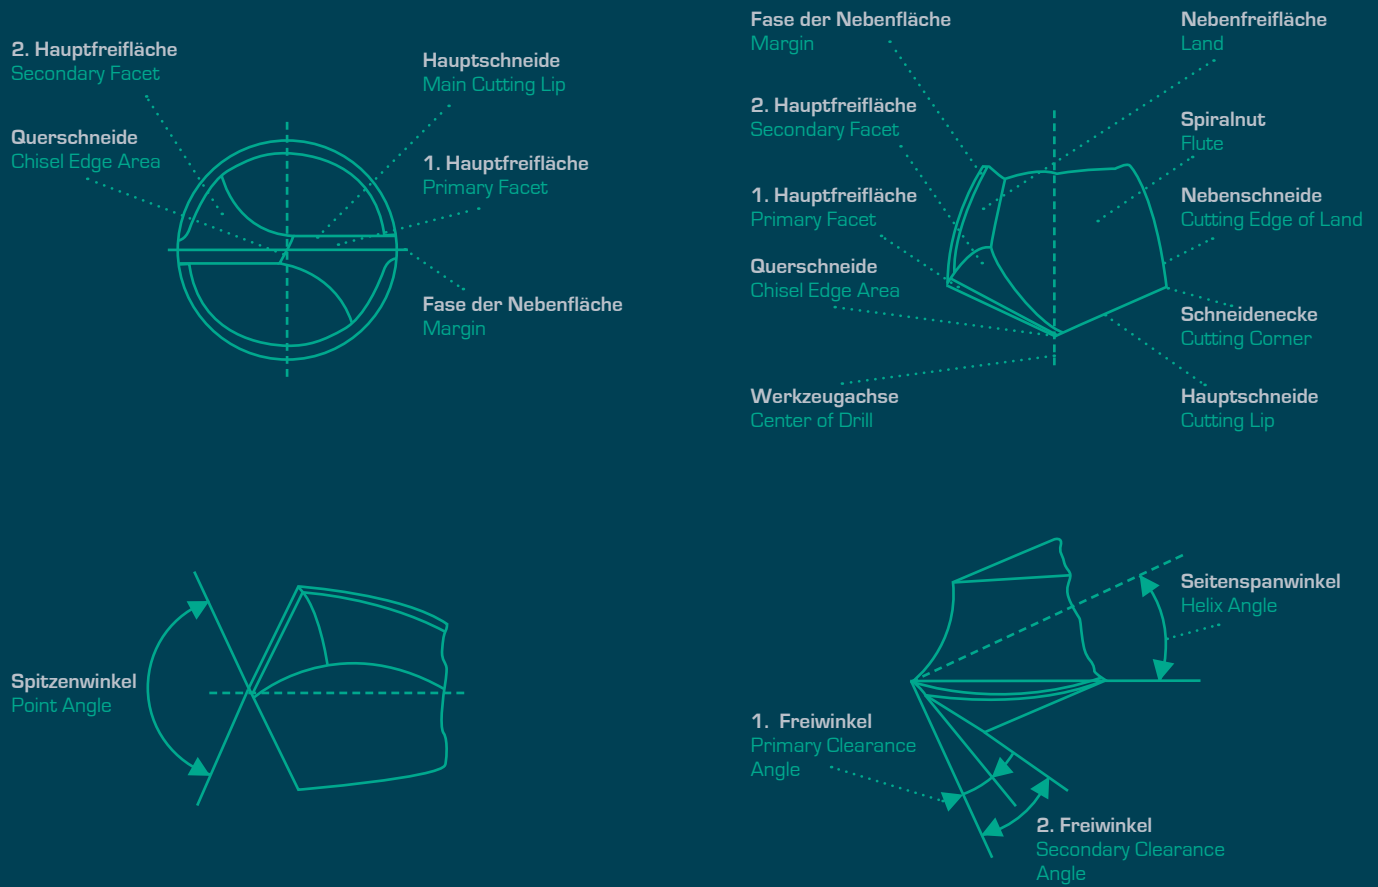 2. Hauptfreifläche
Secondary Facet
Querschneide
Chisel Edge Area
Hauptschneide
Main Cutting Lip
1. Hauptfreifläche
Primary Facet
Fase der Nebenfläche
Margin
Fase der Nebenfläche
Margin
2. Hauptfreifläche
Secondary Facet
1. Hauptfreifläche
Primary Facet
Querschneide
Chisel Edge Area
Werkzeugachse
Center of Drill
Nebenfreifläche
Land
Spiralnut
Flute
Nebenschneide
Cutting Edge of Land
Schneidenecke
Cutting Corner
Hauptschneide
Cutting Lip
Spitzenwinkel
Point Angle
Seitenspanwinkel
Helix Angle
1. Freiwinkel
Primary Clearance
Angle
2. Freiwinkel
Secondary Clearance
Angle